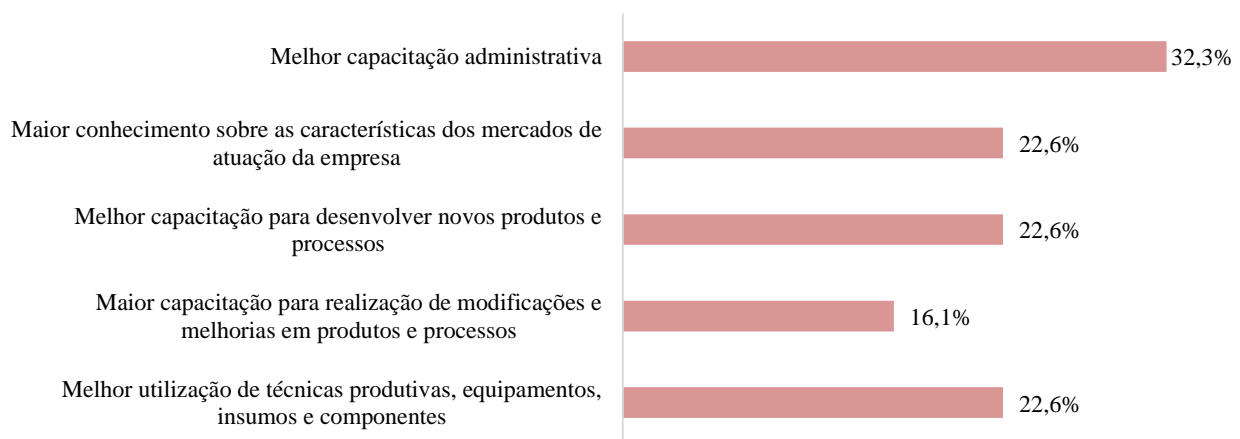 Melhor capacitação administrativa
32,3%
Maior conhecimento sobre as características dos mercados de
atuação da empresa
22,6%
Melhor capacitação para desenvolver novos produtos e
processos
22,6%
Maior capacitação para realização de modificações e
melhorias em produtos e processos
16,1%
Melhor utilização de técnicas produtivas, equipamentos,
insumos e componentes
22,6%